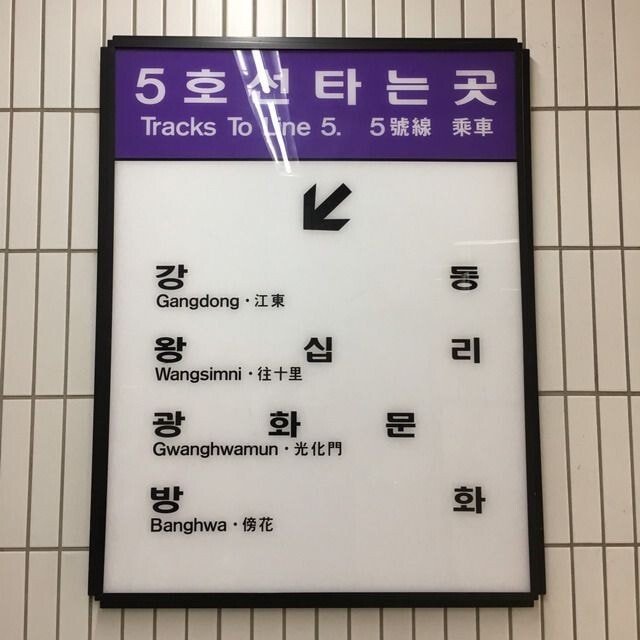 5호선 타는곳
Tracks To Line 5. 5號線 乘車
강동
Gangdong · 江東
왕십리
Wangsimni · 往十里
광화문
Gwanghwamun · 光化門
방화
Banghwa · 傍花